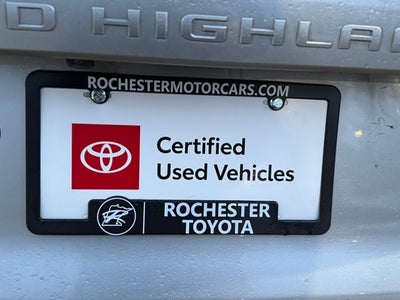 D HIGHLA
ROCHESTERMOTORCARS.COM
Certified
Used Vehicles
ROCHESTER
TOYOTA